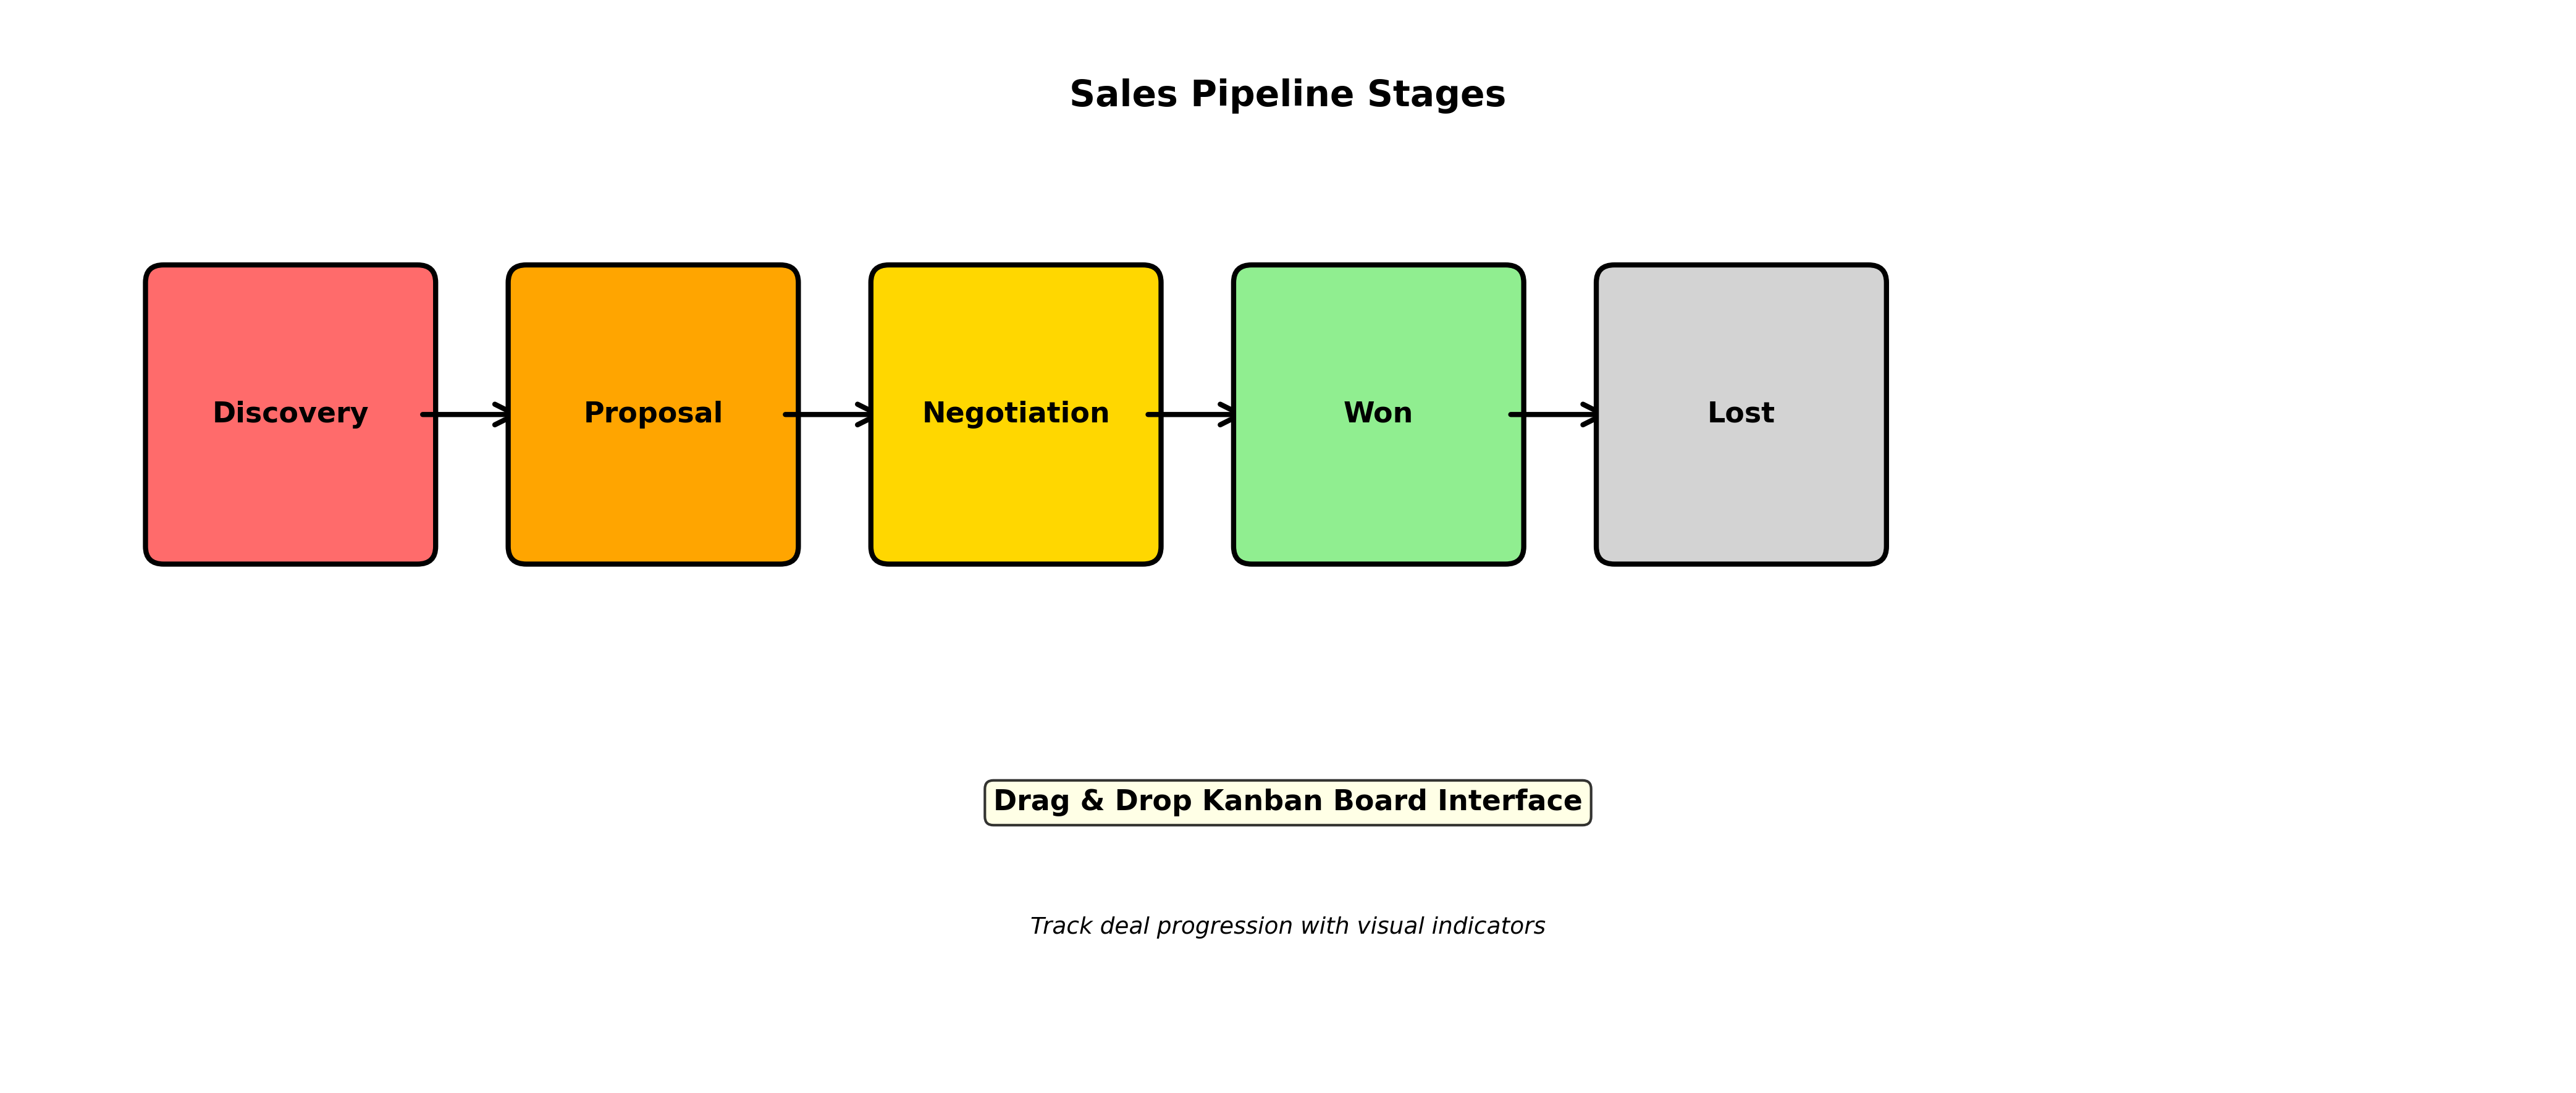 Sales Pipeline Stages
Discovery
Proposal
Negotiation
Won
Lost
Drag & Drop Kanban Board Interface
Track deal progression with visual indicators